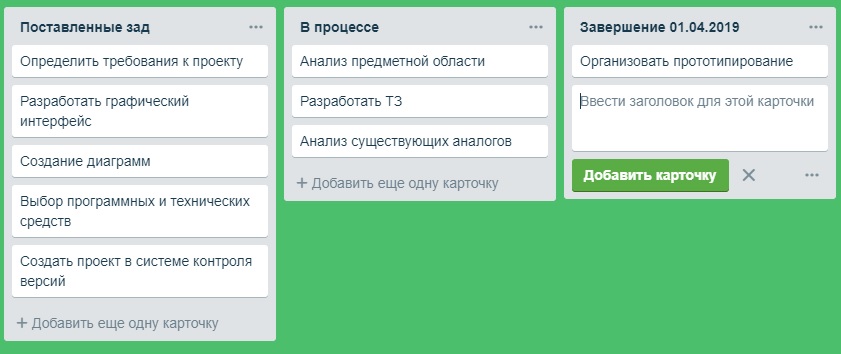 Поставленные зад
Определить требования к проекту
Разработать графический
интерфейс
Создание диаграмм
Выбор программных и технических
средств
Создать проект в системе контроля
версий
+ Добавить еще одну карточку
В процессе
Анализ предметной области
Разработать ТЗ
Анализ существующих аналогов
+ Добавить еще одну карточку
Завершение 01.04.2019
Организовать прототипирование
Ввести заголовок для этой карточки
Добавить карточку